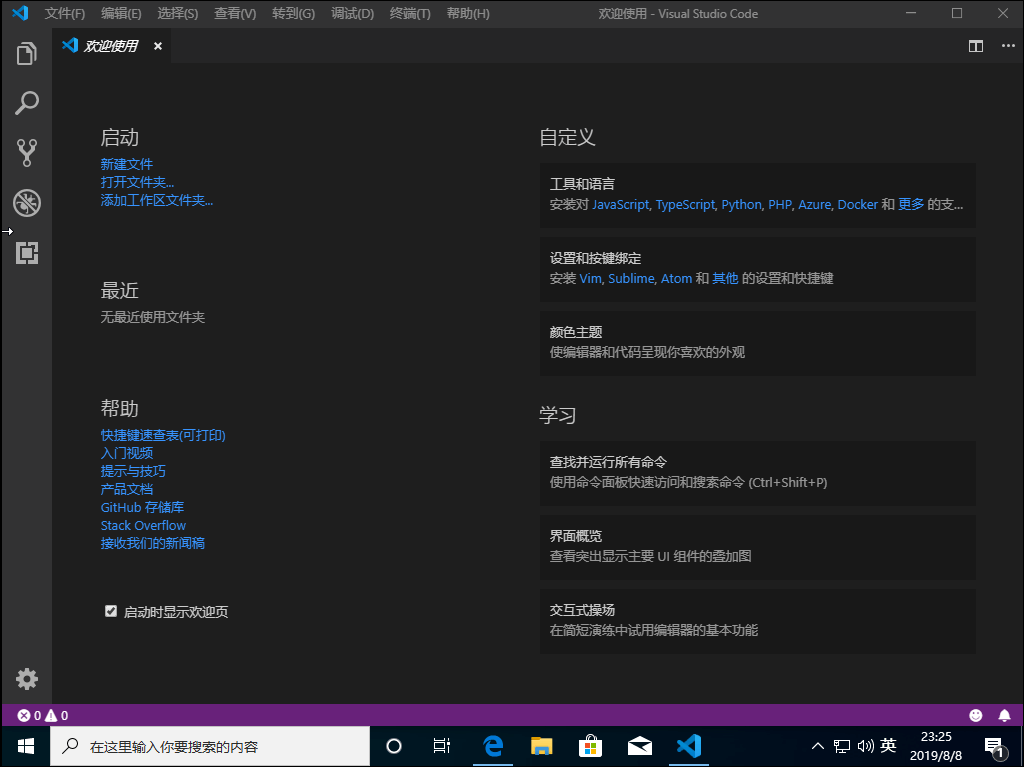 文件(F) 编辑(E) 选择(S) 查看(V) 转到(G) 调试(D) 终端(T) 帮助(H) 欢迎使用 - Visual Studio Code
欢迎使用
启动
新建文件
打开文件夹...
添加工作区文件夹...
最近
无最近使用文件夹
帮助
快捷键速查表(可打印)
入门视频
提示与技巧
产品文档
GitHub 存储库
Stack Overflow
接收我们的新闻稿
启动时显示欢迎页
自定义
工具和语言
安装对 JavaScript, TypeScript, Python, PHP, Azure, Docker 和 更多 的支...
设置和按键绑定
安装 Vim, Sublime, Atom 和 其他 的设置和快捷键
颜色主题
使编辑器和代码呈现你喜欢的外观
学习
查找并运行所有命令
使用命令面板快速访问和搜索命令 (Ctrl+Shift+P)
界面概览
查看突出显示主要 UI 组件的叠加图
交互式操场
在简短演练中试用编辑器的基本功能
0 0
在这里输入你要搜索的内容
英
23:25
2019/8/8
1